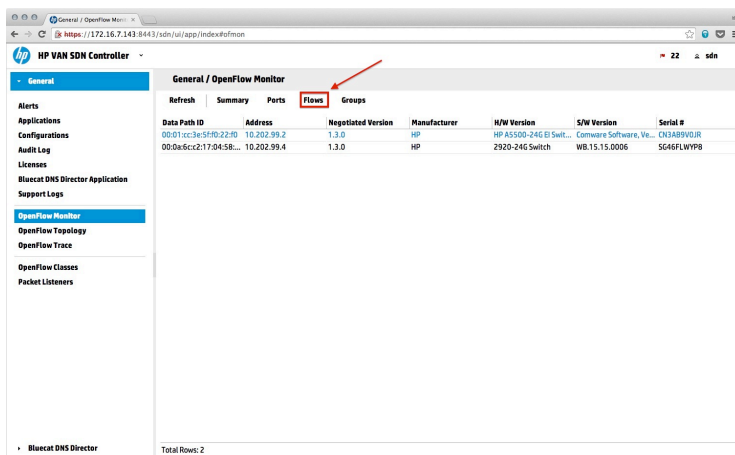 General / OpenFlow Moni
https://172.16.7.143:8443/sdn/ui/app/index#ofmon
hp HP VAN SDN Controller
22 sdn
General
General / OpenFlow Monitor
Refresh Summary Ports Flows Groups
Alerts
Applications
Configurations
Audit Log
Licenses
Bluecat DNS Director Application
Support Logs
OpenFlow Monitor
OpenFlow Topology
OpenFlow Trace
OpenFlow Classes
Packet Listeners
Data Path ID Address Negotiated Version Manufacturer H/W Version S/W Version Serial #
00:01:cc:3e:5f:f0:22:f0 10.202.99.2 1.3.0 HP HP A5500-24G EI Swit... Comware Software, Ve... CN3AB9V0JR
00:0a:6c:c2:17:04:58:... 10.202.99.4 1.3.0 HP 2920-24G Switch WB.15.15.0006 SG46FLWYP8
Bluecat DNS Director
Total Rows: 2